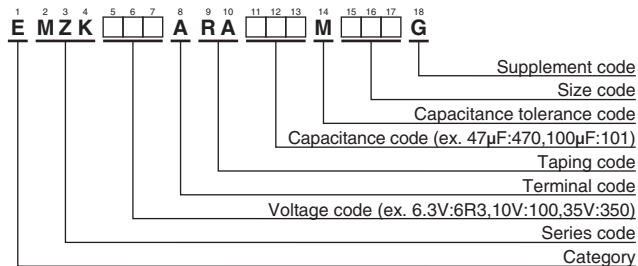 1 2 3 4 5 6 7 8 9 10 11 12 13 14 15 16 17 18
E M Z K A R A M G
Supplement code
Size code
Capacitance tolerance code
Capacitance code (ex. 47μF:470,100μF:101)
Taping code
Terminal code
Voltage code (ex. 6.3V:6R3,10V:100,35V:350)
Series code
Category